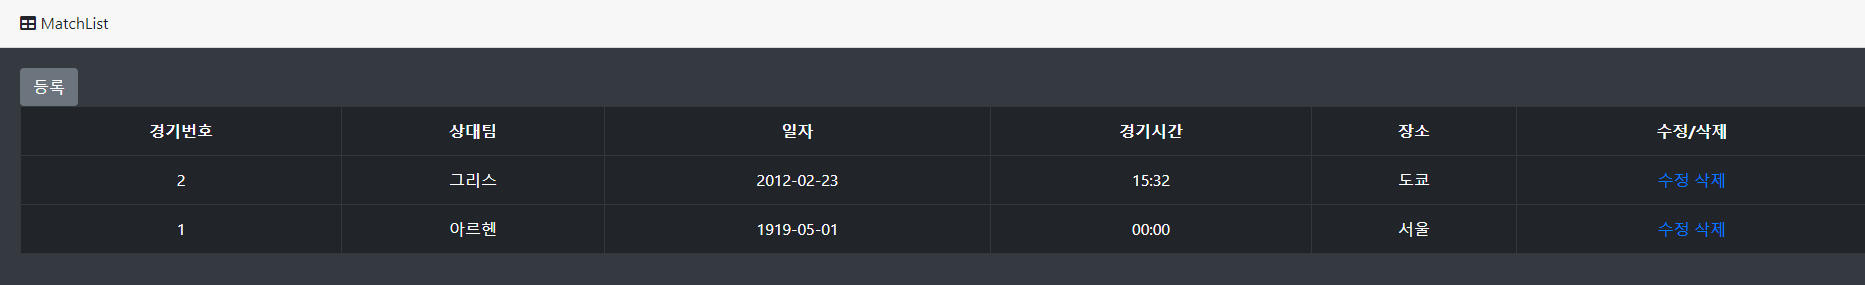 MatchList
등록
경기번호 상대팀 일자 경기시간 장소 수정/삭제
2 그리스 2012-02-23 15:32 도쿄 수정 삭제
1 아르헨 1919-05-01 00:00 서울 수정 삭제